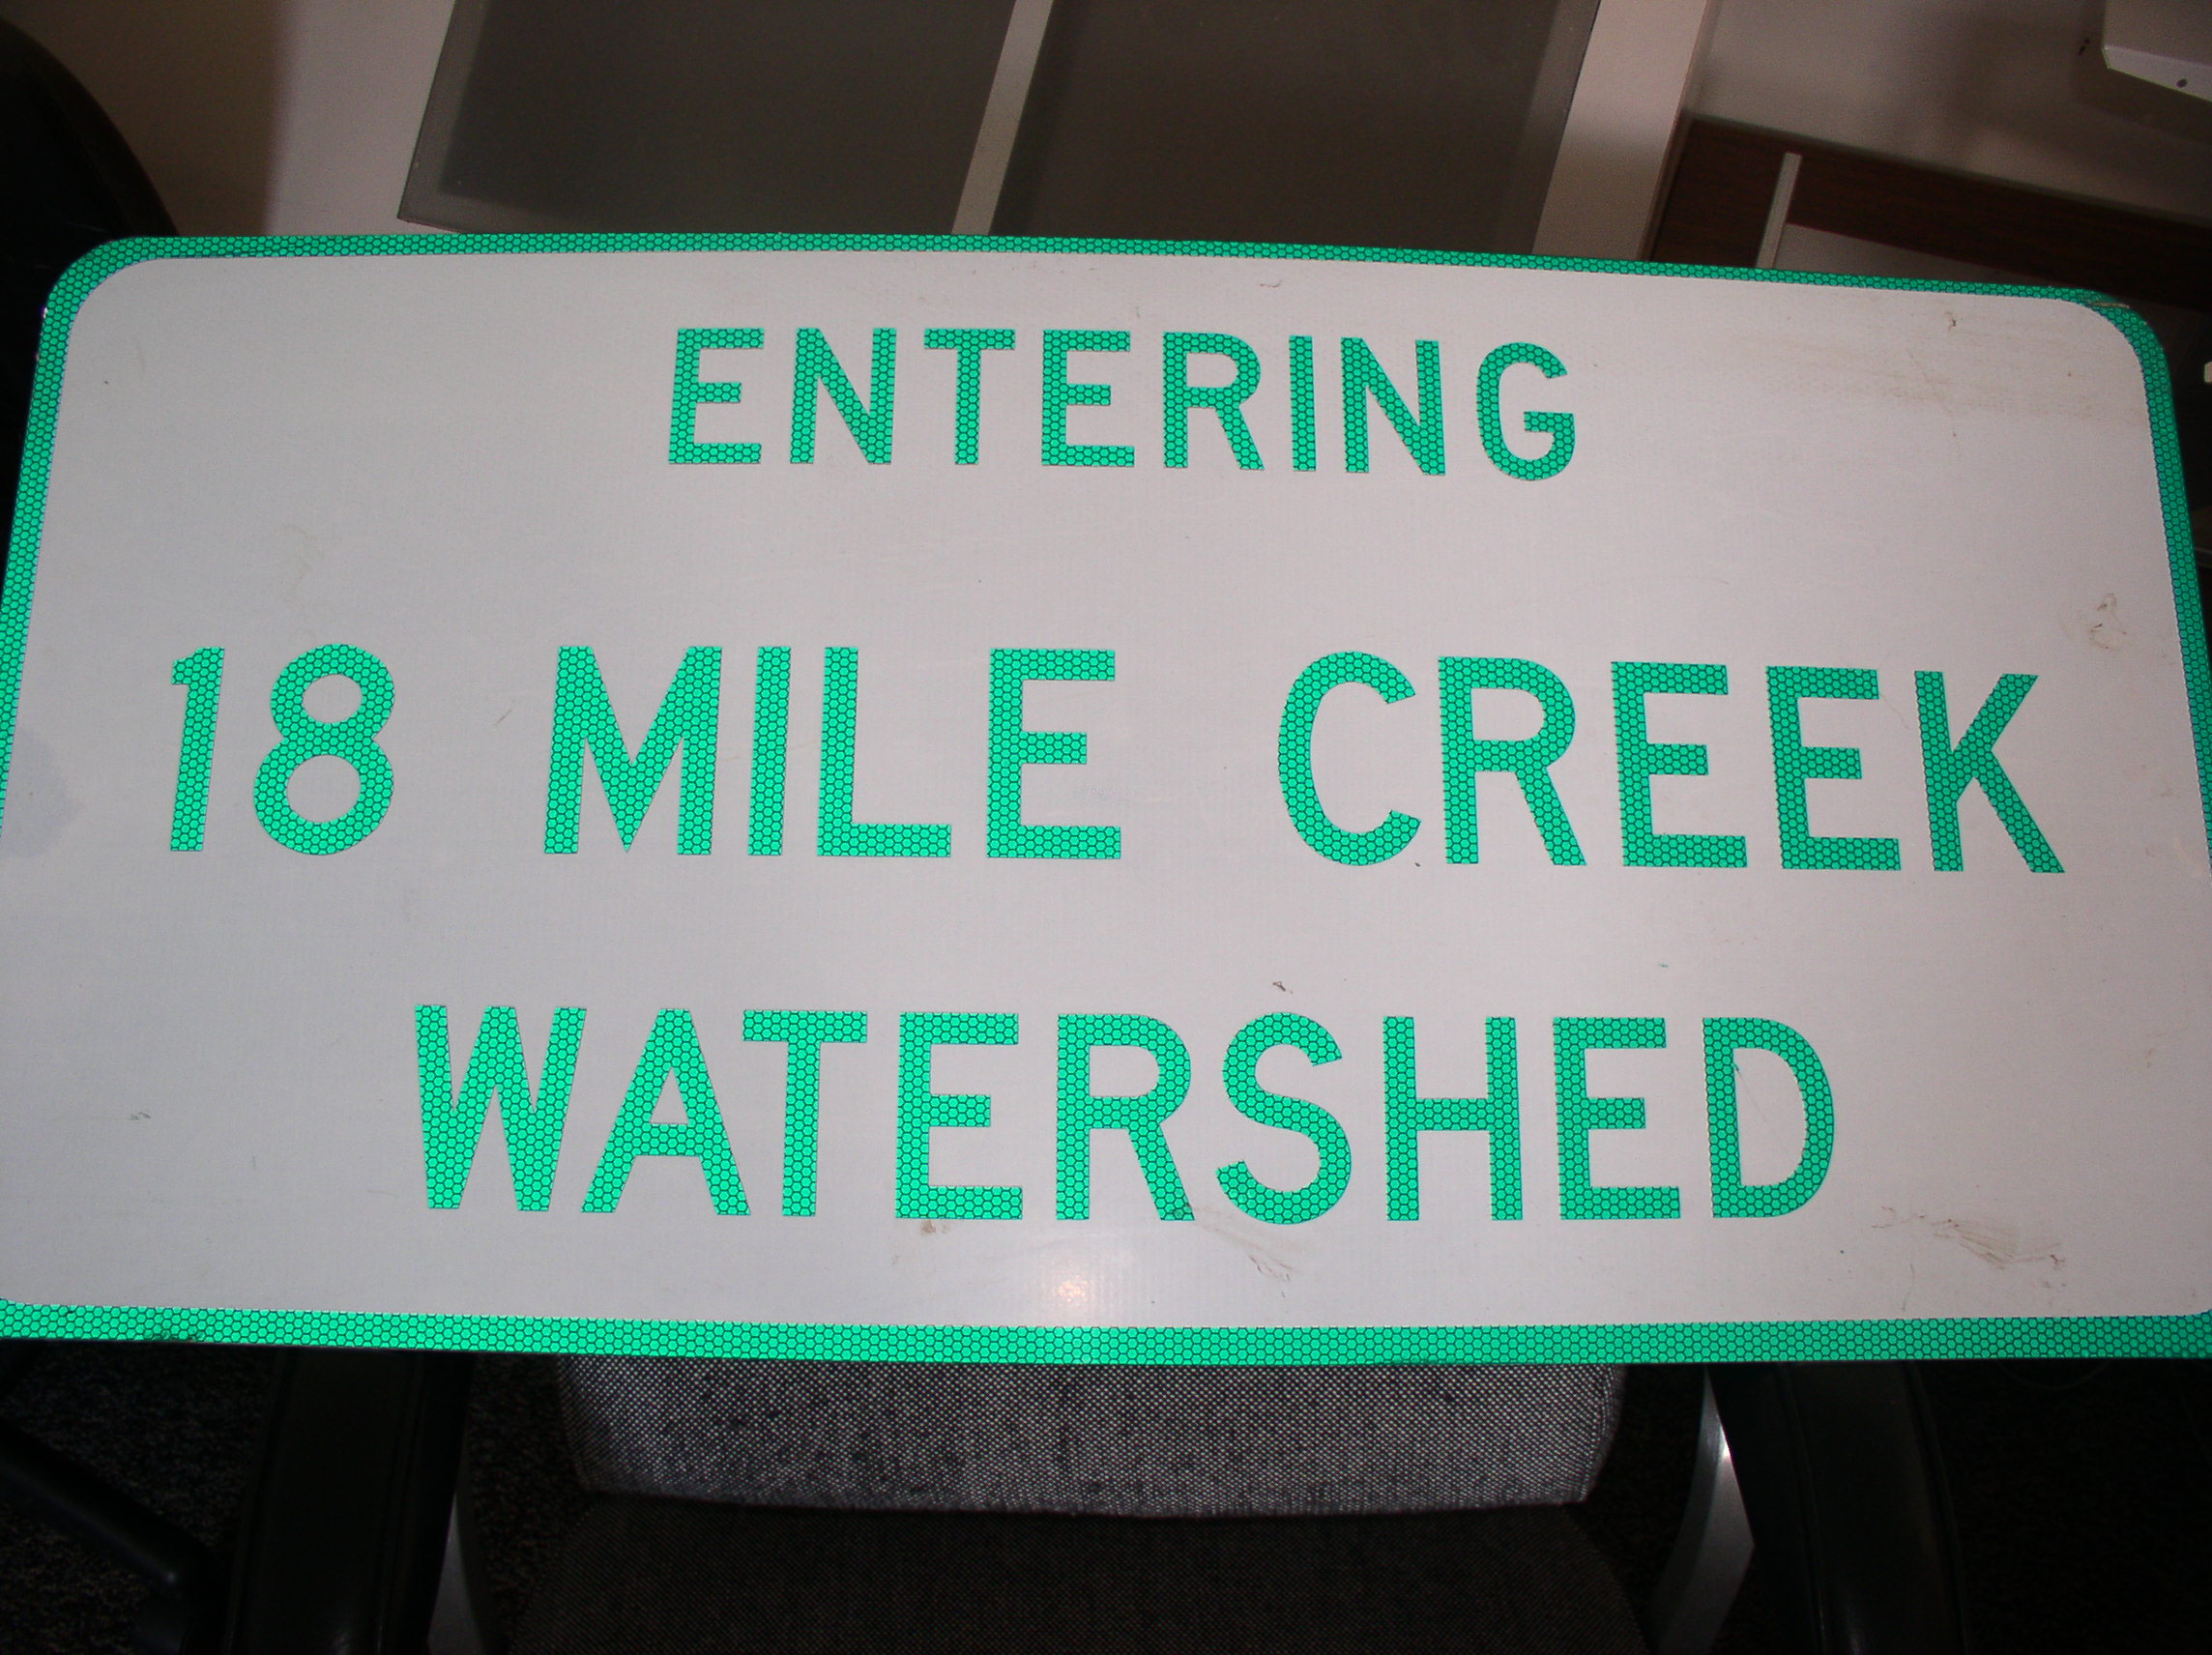 ENTERING
18 MILE CREEK
WATERSHED